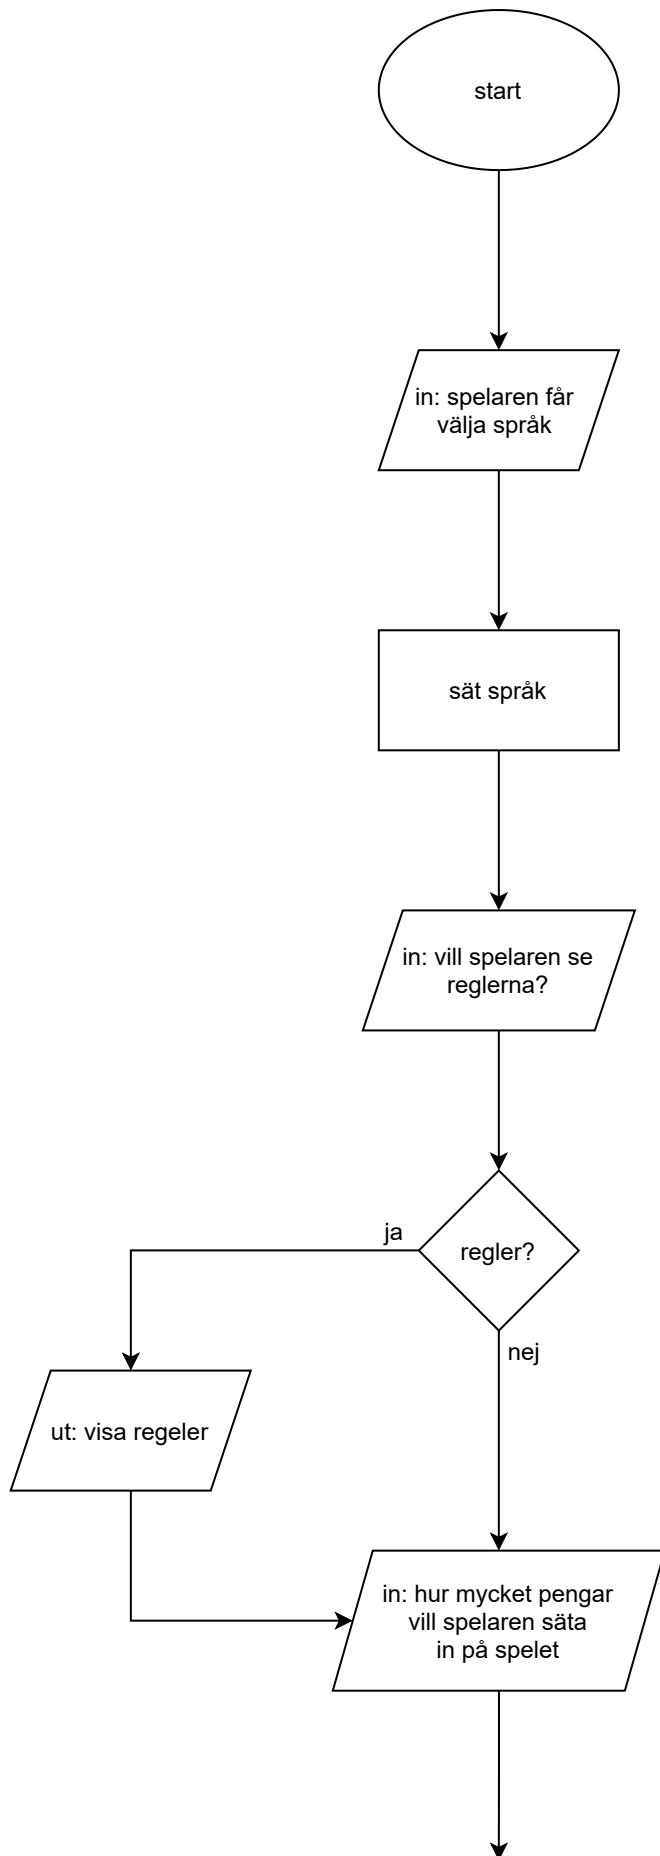 start
in: spelaren får
välja språk
sät språk
in: vill spelaren se
reglerna?
regler?
ja
nej
ut: visa regeler
in: hur mycket pengar
vill spelaren säta
in på spelet